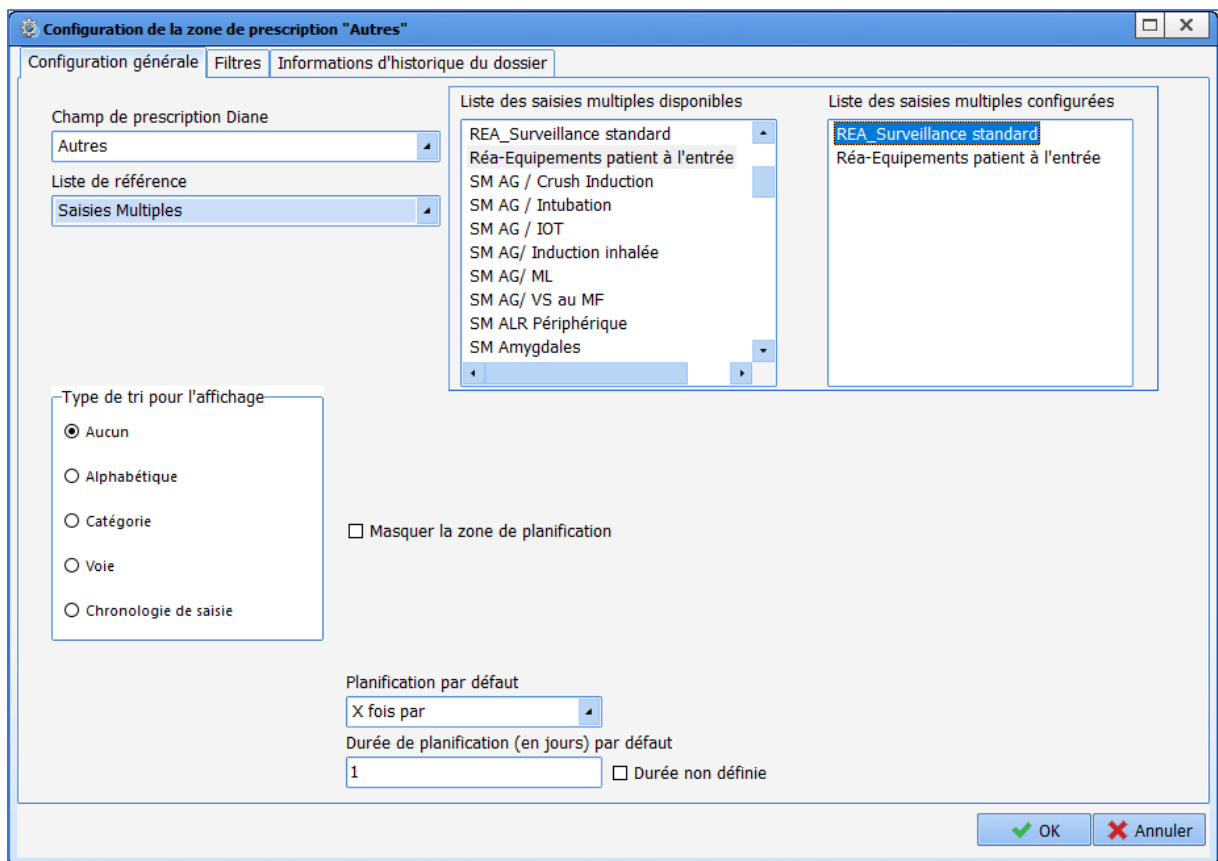 Configuration de la zone de prescription "Autres"
Configuration générale
Filtres
Informations d'historique du dossier
Champ de prescription Diane
Autres
Liste de référence
Saisies Multiples
Liste des saisies multiples disponibles
REA_Surveillance standard
Réa-Equipements patient à l'entrée
SM AG / Crush Induction
SM AG / Intubation
SM AG / IOT
SM AG/ Induction inhalée
SM AG/ ML
SM AG/ VS au MF
SM ALR Périphérique
SM Amygdales
Liste des saisies multiples configurées
REA_Surveillance standard
Réa-Equipements patient à l'entrée
Type de tri pour l'affichage
Aucun
Alphabétique
Catégorie
Voie
Chronologie de saisie
Masquer la zone de planification
Planification par défaut
X fois par
Durée de planification (en jours) par défaut
1
Durée non définie
OK
Annuler